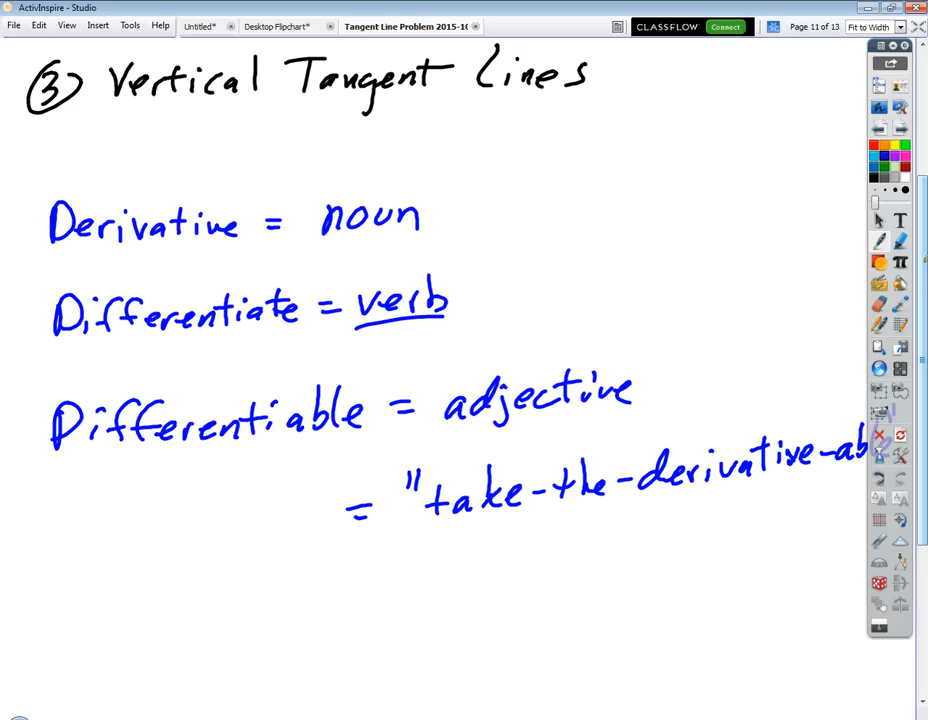 ActivInspire - Studio
File Edit View Insert Tools Help Untitled* Desktop Flipchart* Tangent Line Problem 2015-1( CLASSFLOW Connect Page 11 of 13 Fit to Width
③ Vertical Tangent Lines
Derivative = noun
Differentiate = verb
Differentiable = adjective
= "take-the-derivative-able"